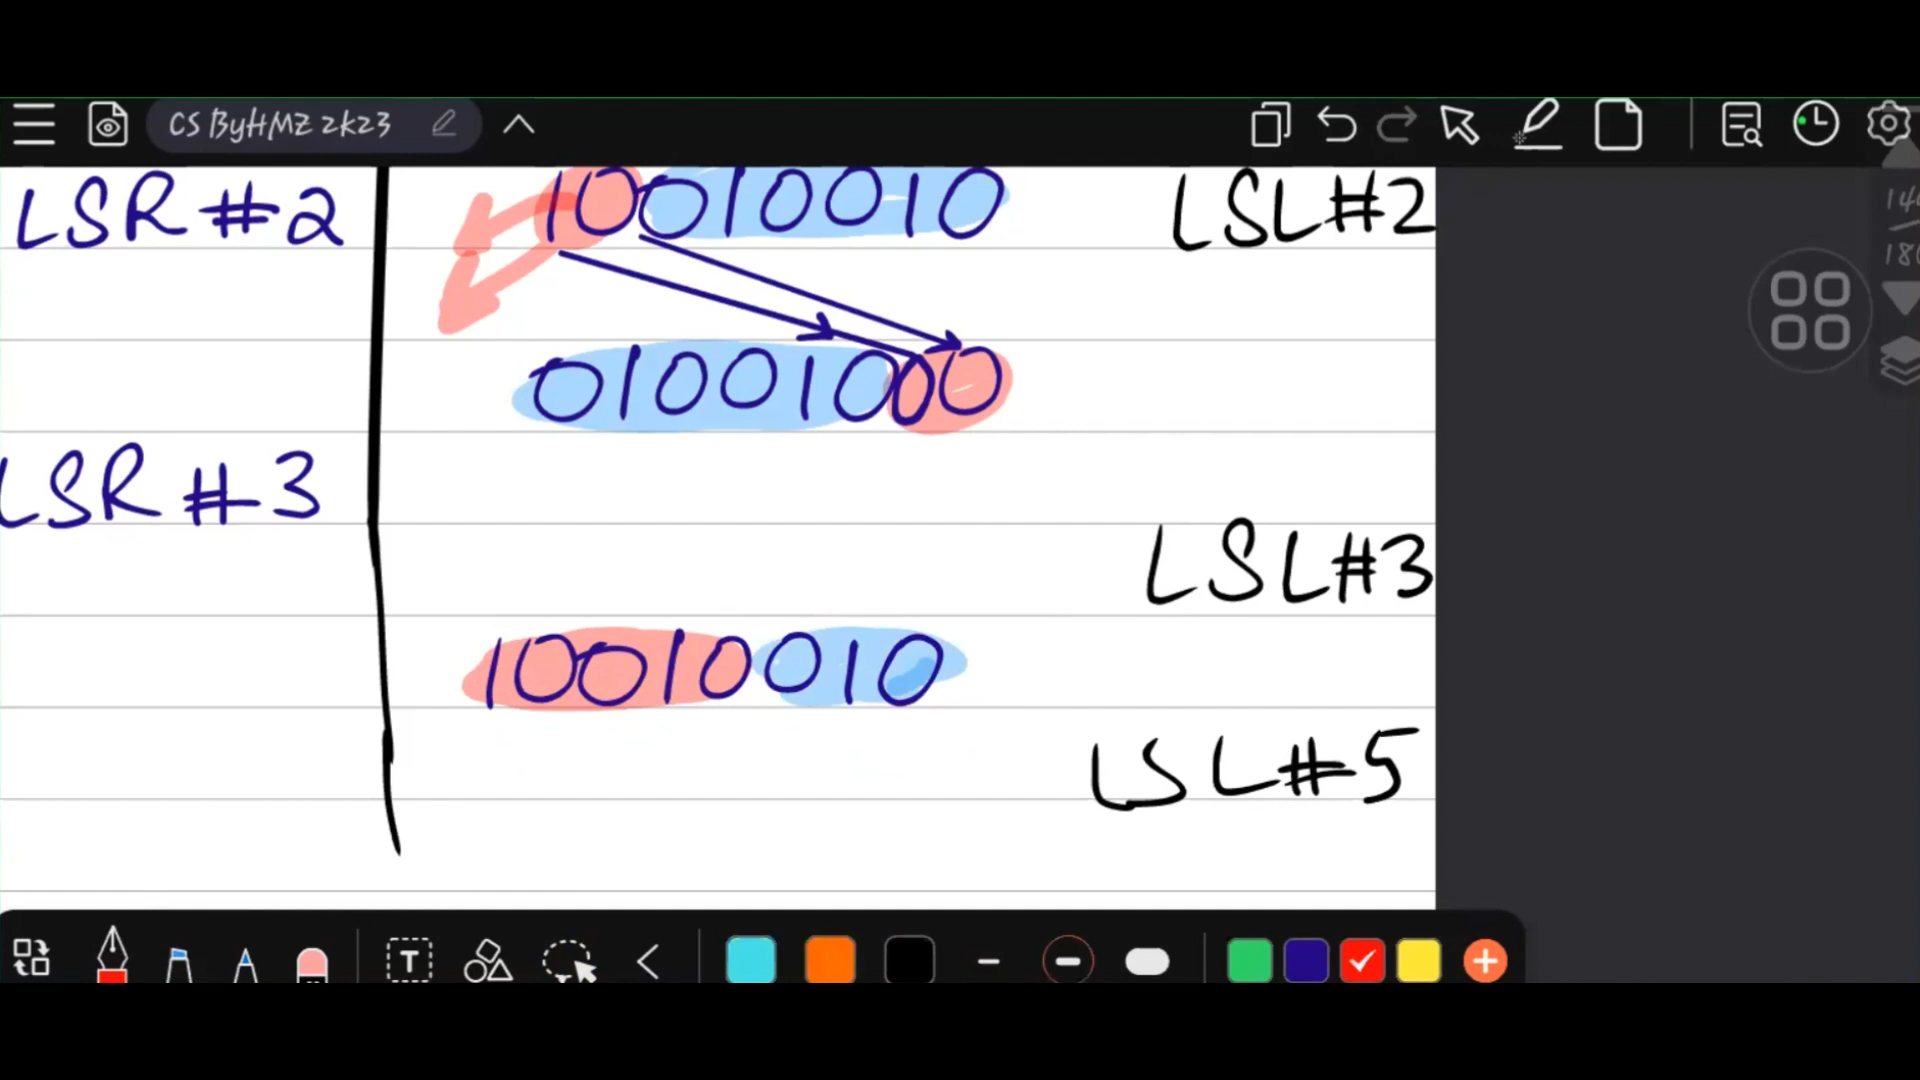 CS ByHMZ 2k23
LSR #2
10010010
LSL#2
01001000
LSR #3
LSL#3
10010010
LSL#5
T